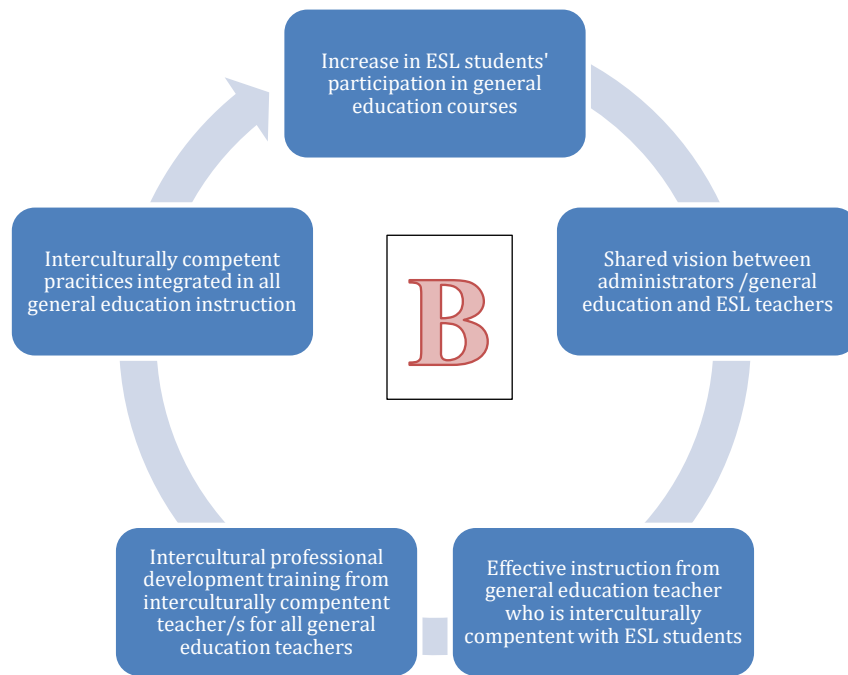 Increase in ESL students'
participation in general
education courses
Shared vision between
administrators /general
education and ESL teachers
Effective instruction from
general education teacher
who is interculturally
compentent with ESL students
Intercultural professional
development training from
interculturally compentent
teacher/s for all general
education teachers
Interculturally competent
pracitices integrated in all
general education instruction
B